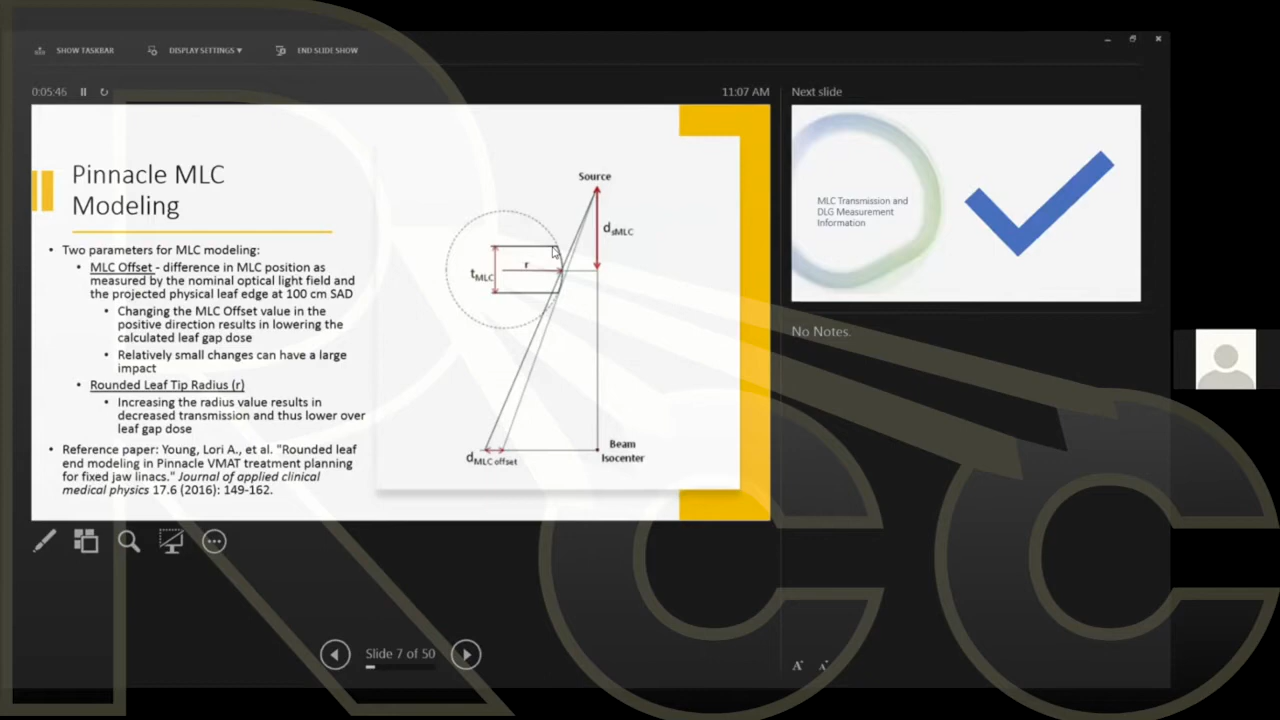 SHOW TASKBAR
DISPLAY SETTINGS ▾
END SLIDE SHOW
0:05:46
11:07 AM
Next slide
Pinnacle MLC
Modeling
• Two parameters for MLC modeling:
• MLC Offset - difference in MLC position as
measured by the nominal optical light field and
the projected physical leaf edge at 100 cm SAD
• Changing the MLC Offset value in the
positive direction results in lowering the
calculated leaf gap dose
• Relatively small changes can have a large
impact
• Rounded Leaf Tip Radius (r)
• Increasing the radius value results in
decreased transmission and thus lower over
leaf gap dose
• Reference paper: Young, Lori A., et al. "Rounded leaf
end modeling in Pinnacle VMAT treatment planning
for fixed jaw linacs." Journal of applied clinical
medical physics 17.6 (2016): 149-162.
Source
dsMLC
r
tMLC
dMLC offset
Beam
Isocenter
MLC Transmission and
DLG Measurement
Information
No Notes.
Slide 7 of 50
A A
RCC